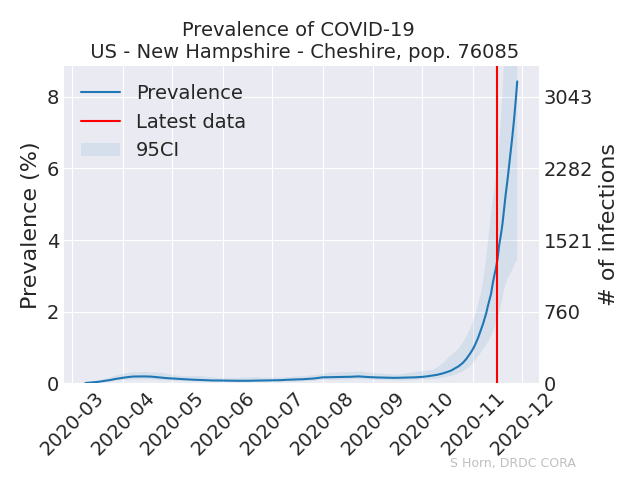 Prevalence of COVID-19
US - New Hampshire - Cheshire, pop. 76085
Prevalence
Latest data
95CI
Prevalence (%)
8
6
4
2
0
3043
2282
1521
760
0
# of infections
2020-03
2020-04
2020-05
2020-06
2020-07
2020-08
2020-09
2020-10
2020-11
2020-12
S Horn, DRDC CORA